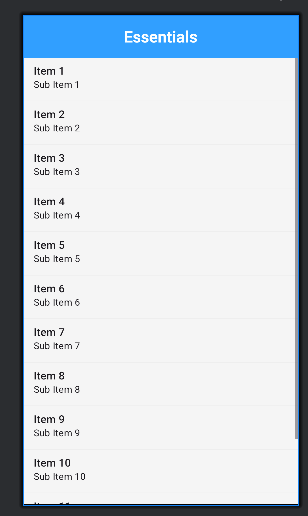 Essentials
Item 1
Sub Item 1
Item 2
Sub Item 2
Item 3
Sub Item 3
Item 4
Sub Item 4
Item 5
Sub Item 5
Item 6
Sub Item 6
Item 7
Sub Item 7
Item 8
Sub Item 8
Item 9
Sub Item 9
Item 10
Sub Item 10